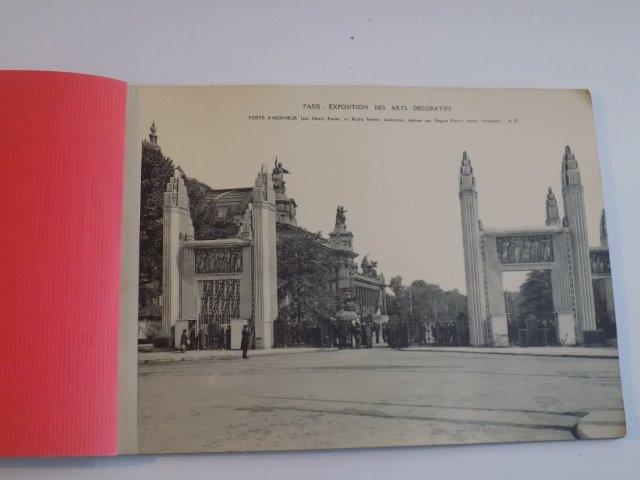 PARIS - EXPOSITION DES ARTS DECORATIFS
PORTE d'HONNEUR (par Henry Favier, et André Ventre, architectes, réalisée par Edgard Brandt, maître ferronnier) A. P.